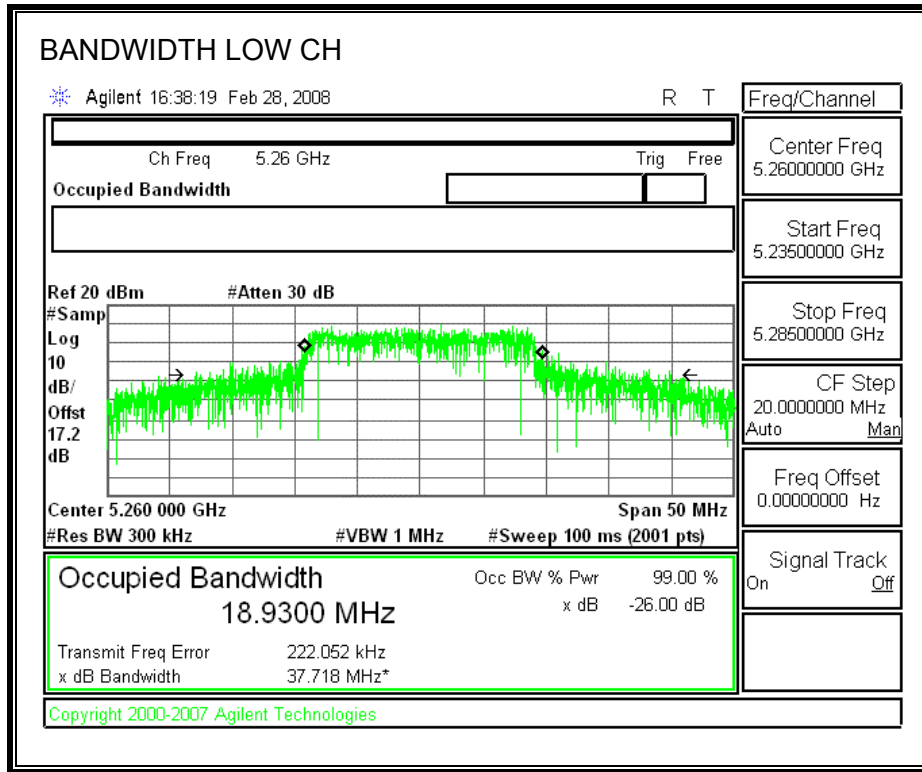 BANDWIDTH LOW CH
Agilent 16:38:19 Feb 28, 2008 R T
Freq/Channel
Ch Freq 5.26 GHz Trig Free
Occupied Bandwidth
Center Freq
5.26000000 GHz
Start Freq
5.23500000 GHz
Stop Freq
5.28500000 GHz
CF Step
20.0000000 MHz
Auto Man
Freq Offset
0.00000000 Hz
Signal Track
On Off
Ref 20 dBm #Atten 30 dB
#Samp
Log
10
dB/
Offst
17.2
dB
Center 5.260 000 GHz Span 50 MHz
#Res BW 300 kHz #VBW 1 MHz #Sweep 100 ms (2001 pts)
Occupied Bandwidth Occ BW % Pwr 99.00 %
18.9300 MHz x dB -26.00 dB
Transmit Freq Error 222.052 kHz
x dB Bandwidth 37.718 MHz*
Copyright 2000-2007 Agilent Technologies